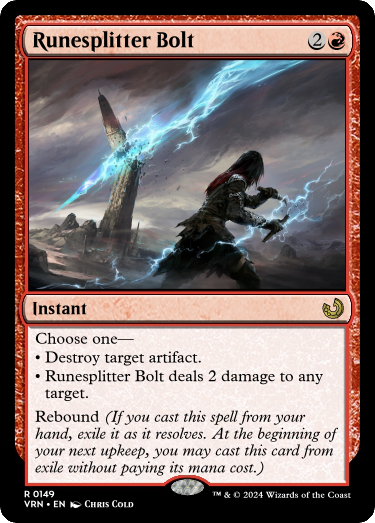 Runesplitter Bolt 2
Instant
Choose one—
• Destroy target artifact.
• Runesplitter Bolt deals 2 damage to any
target.
Rebound (If you cast this spell from your
hand, exile it as it resolves. At the beginning of
your next upkeep, you may cast this card from
exile without paying its mana cost.)
R 0149
VRN • EN Chris Cold
™ & © 2024 Wizards of the Coast